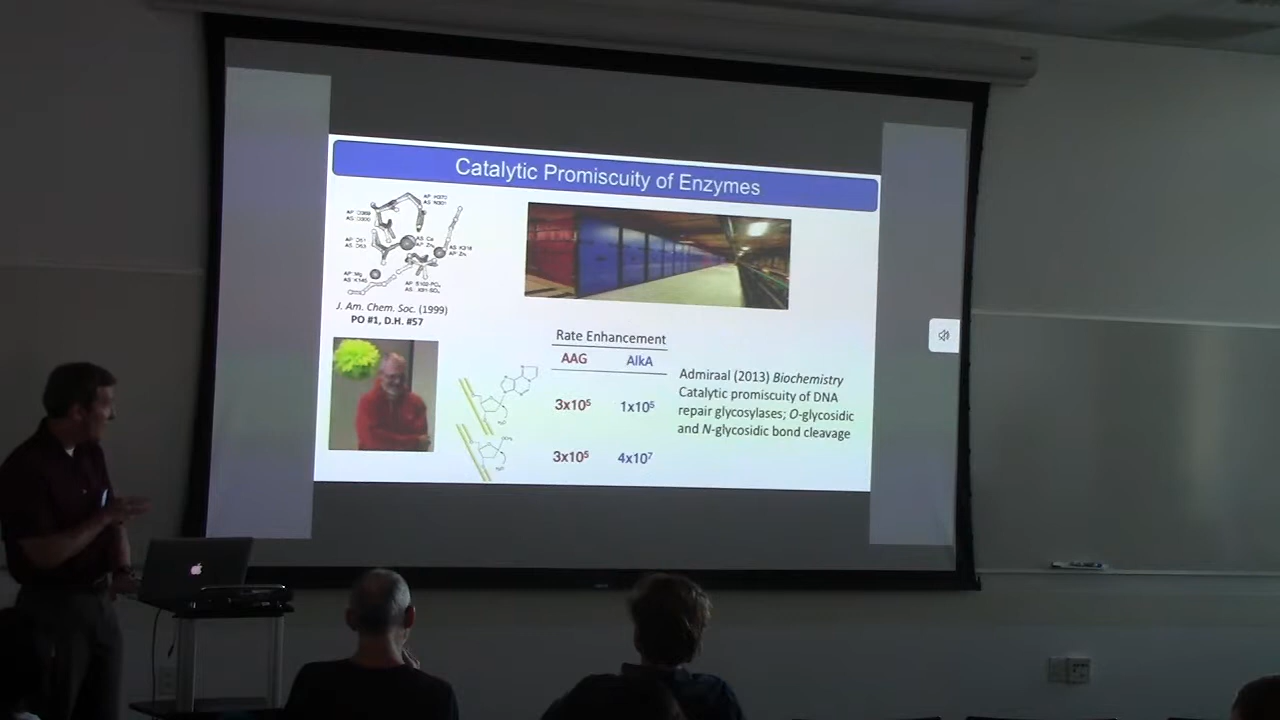 Catalytic Promiscuity of Enzymes
J. Am. Chem. Soc. (1999)
PO #1, D.H. #57
Rate Enhancement
AAG AlkA
3x10⁵ 1x10⁵
3x10⁵ 4x10⁷
Admiraal (2013) Biochemistry
Catalytic promiscuity of DNA
repair glycosylases; O-glycosidic
and N-glycosidic bond cleavage